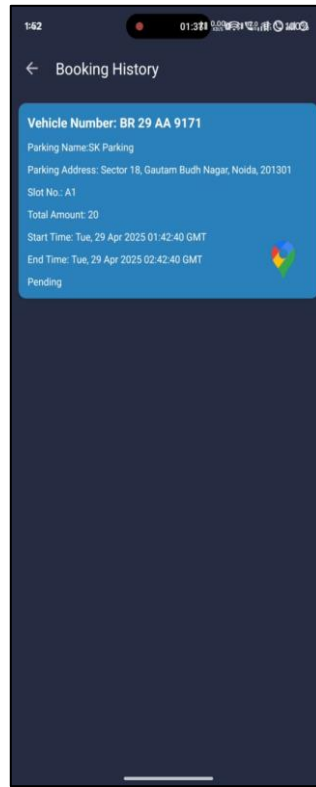 1:52
Booking History
Vehicle Number: BR 29 AA 9171
Parking Name:SK Parking
Parking Address: Sector 18, Gautam Budh Nagar, Noida, 201301
Slot No.: A1
Total Amount: 20
Start Time: Tue, 29 Apr 2025 01:42:40 GMT
End Time: Tue, 29 Apr 2025 02:42:40 GMT
Pending